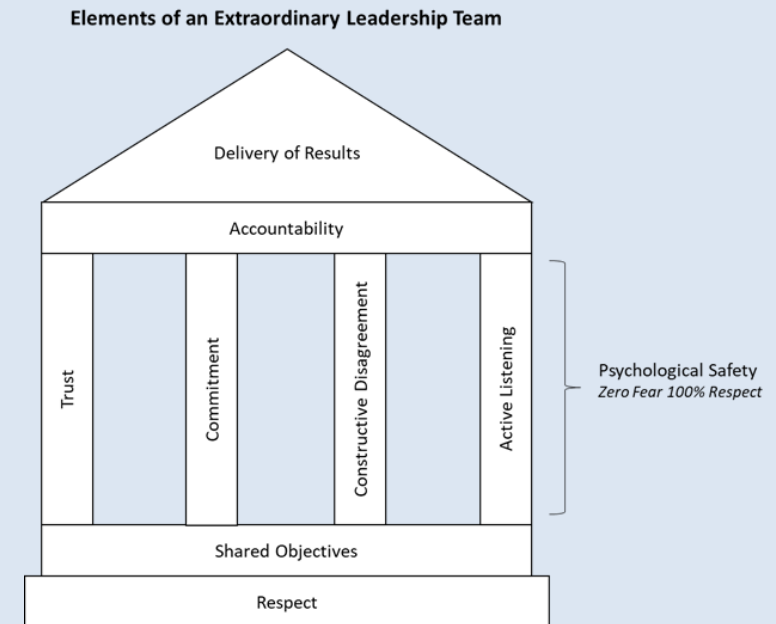 Elements of an Extraordinary Leadership Team
Delivery of Results
Accountability
Trust
Commitment
Constructive Disagreement
Active Listening
Psychological Safety
Zero Fear 100% Respect
Shared Objectives
Respect